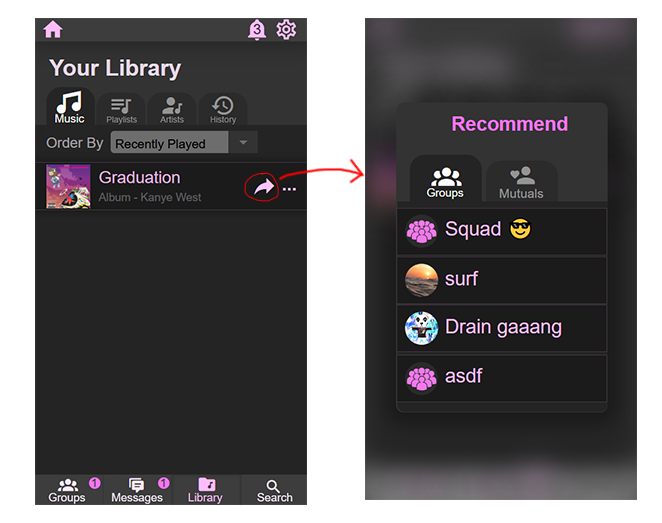 3
Your Library
Music
Playlists
Artists
History
Order By
Recently Played
Graduation
Album - Kanye West
...
1
1
Groups
Messages
Library
Search
Recommend
Groups
Mutuals
Squad 😎
surf
Drain gaaang
asdf